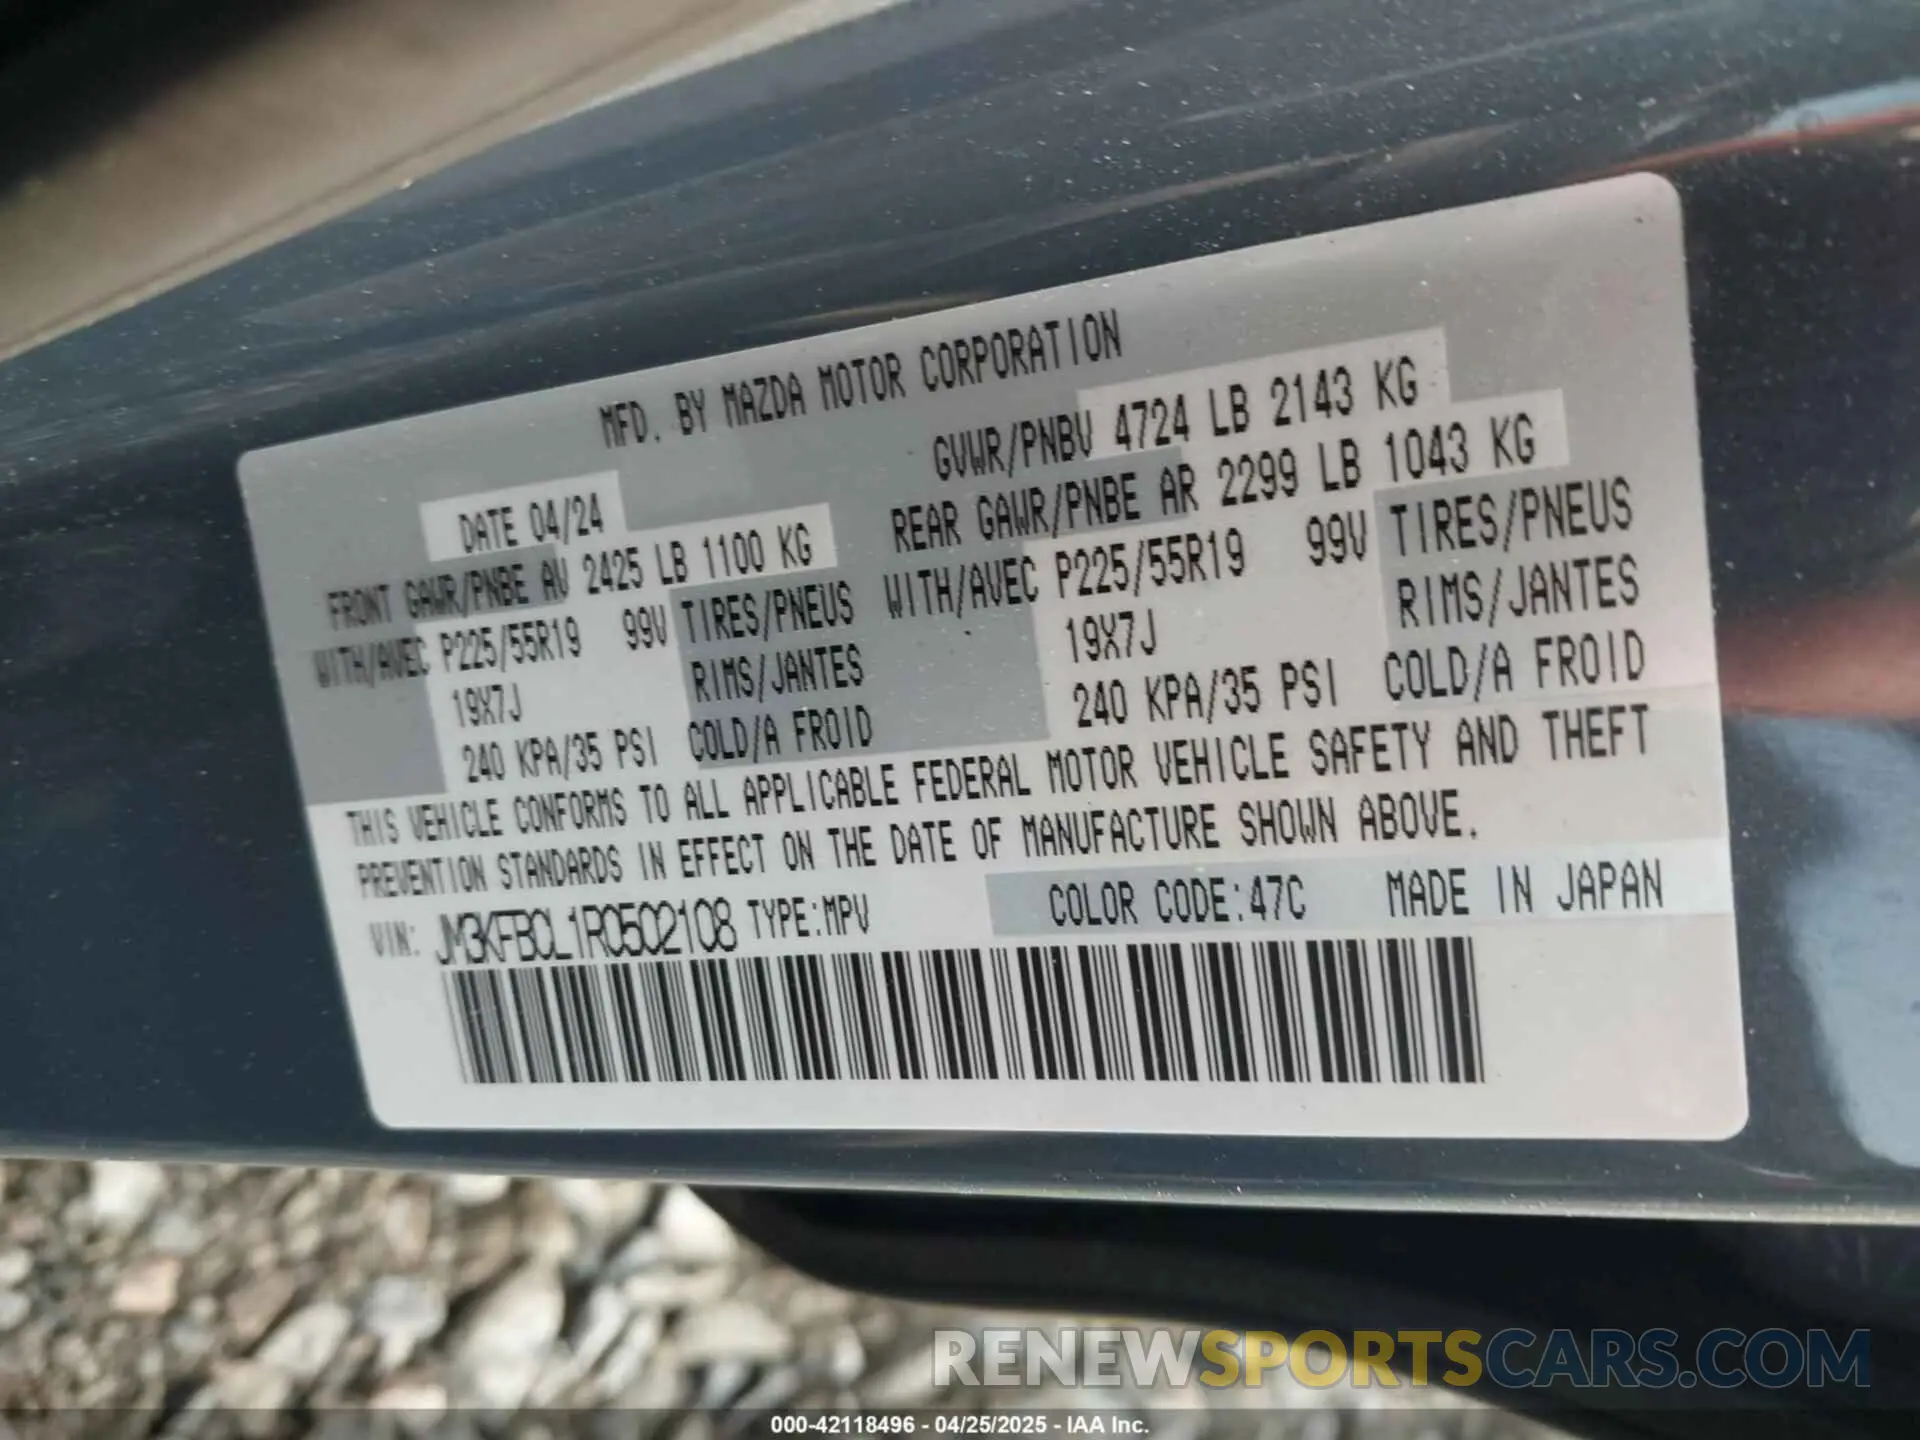 MFD. BY MAZDA MOTOR CORPORATION
DATE 04/24
GVWR/PNBV 4724 LB 2143 KG
FRONT GAWR/PNBE AV 2425 LB 1100 KG
REAR GAWR/PNBE AR 2299 LB 1043 KG
WITH/AVEC P225/55R19 99V TIRES/PNEUS
WITH/AVEC P225/55R19 99V TIRES/PNEUS
19X7J RIMS/JANTES
19X7J RIMS/JANTES
240 KPA/35 PSI COLD/A FROID
240 KPA/35 PSI COLD/A FROID
THIS VEHICLE CONFORMS TO ALL APPLICABLE FEDERAL MOTOR VEHICLE SAFETY AND THEFT
PREVENTION STANDARDS IN EFFECT ON THE DATE OF MANUFACTURE SHOWN ABOVE.
VIN: JM3KFBCL1R0502108 TYPE:MPV COLOR CODE:47C MADE IN JAPAN
RENEWSPORTSCARS.COM
000-42118496 - 04/25/2025 - IAA Inc.